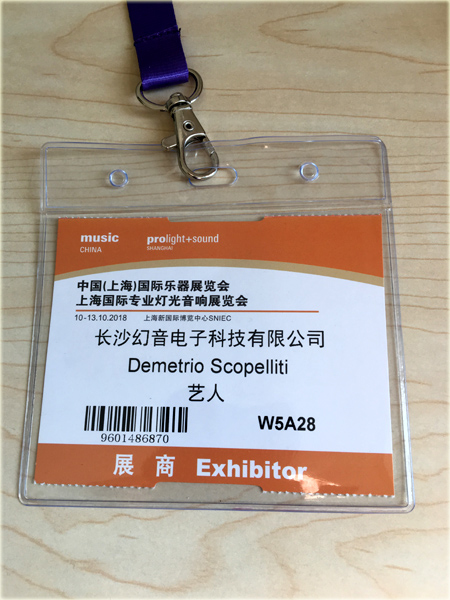 music
CHINA
prolight+sound
SHANGHAI
中国(上海)国际乐器展览会
上海国际专业灯光音响展览会
10-13.10.2018 上海新国际博览中心SNIEC
长沙幻音电子科技有限公司
Demetrio Scopelliti
艺人
W5A28
9601486870
展商 Exhibitor